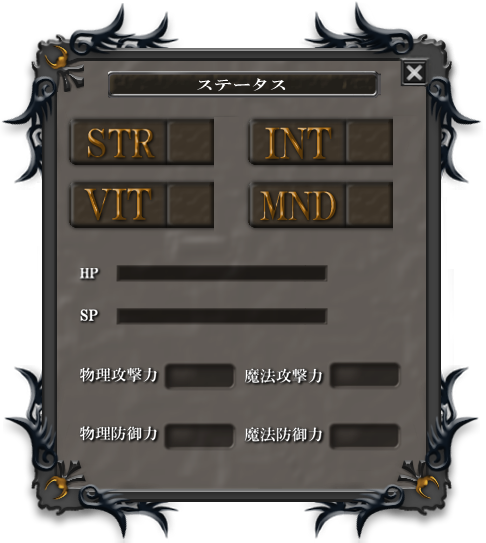 ステータス
STR INT
VIT MND
HP
SP
物理攻撃力 魔法攻撃力
物理防御力 魔法防御力